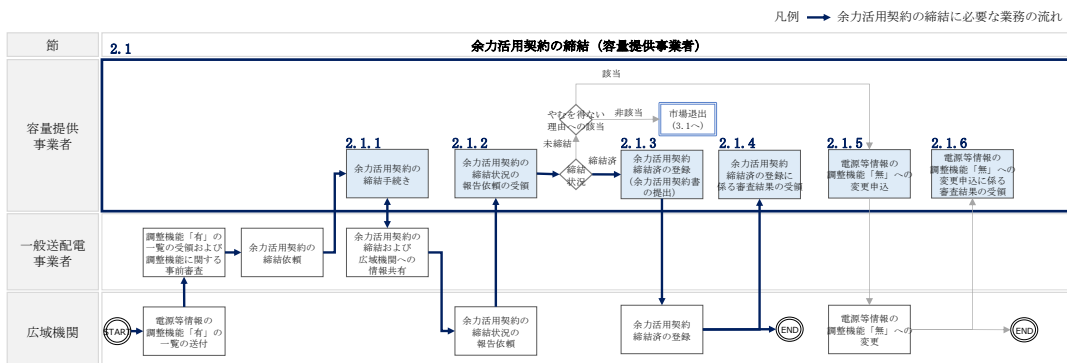 凡例 余力活用契約の締結に必要な業務の流れ
節
2.1
余力活用契約の締結（容量提供事業者）
容量提供
事業者
該当
やむを得ない
理由への該当
非該当
市場退出
(3.1へ)
未締結
2.1.1
余力活用契約の
締結手続き
2.1.2
余力活用契約の
締結状況の
報告依頼の受領
締結
状況
締結済
2.1.3
余力活用契約
締結済の登録
(余力活用契約書
の提出)
2.1.4
余力活用契約
締結済の登録に
係る審査結果の受領
2.1.5
電源等情報の
調整機能「無」への
変更申込
2.1.6
電源等情報の
調整機能「無」への
変更申込に係る
審査結果の受領
一般送配電
事業者
調整機能「有」の
一覧の受領および
調整機能に関する
事前審査
余力活用契約の
締結依頼
余力活用契約の
締結および
広域機関への
情報共有
広域機関
START
電源等情報の
調整機能「有」の
一覧の送付
余力活用契約の
締結状況の
報告依頼
余力活用契約
締結済の登録
END
電源等情報の
調整機能「無」への
変更
END